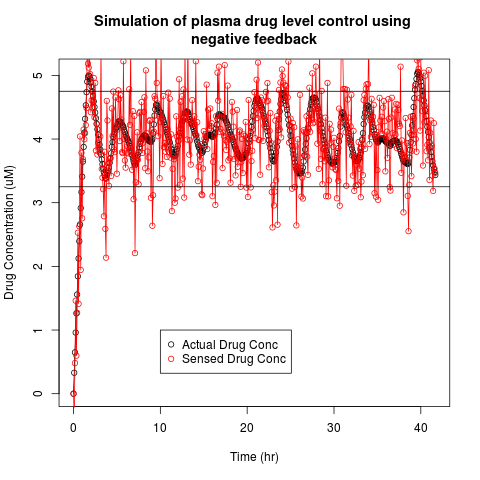 Simulation of plasma drug level control using
negative feedback
Drug Concentration (uM)
5
4
3
2
1
0
Actual Drug Conc
Sensed Drug Conc
0 10 20 30 40
Time (hr)